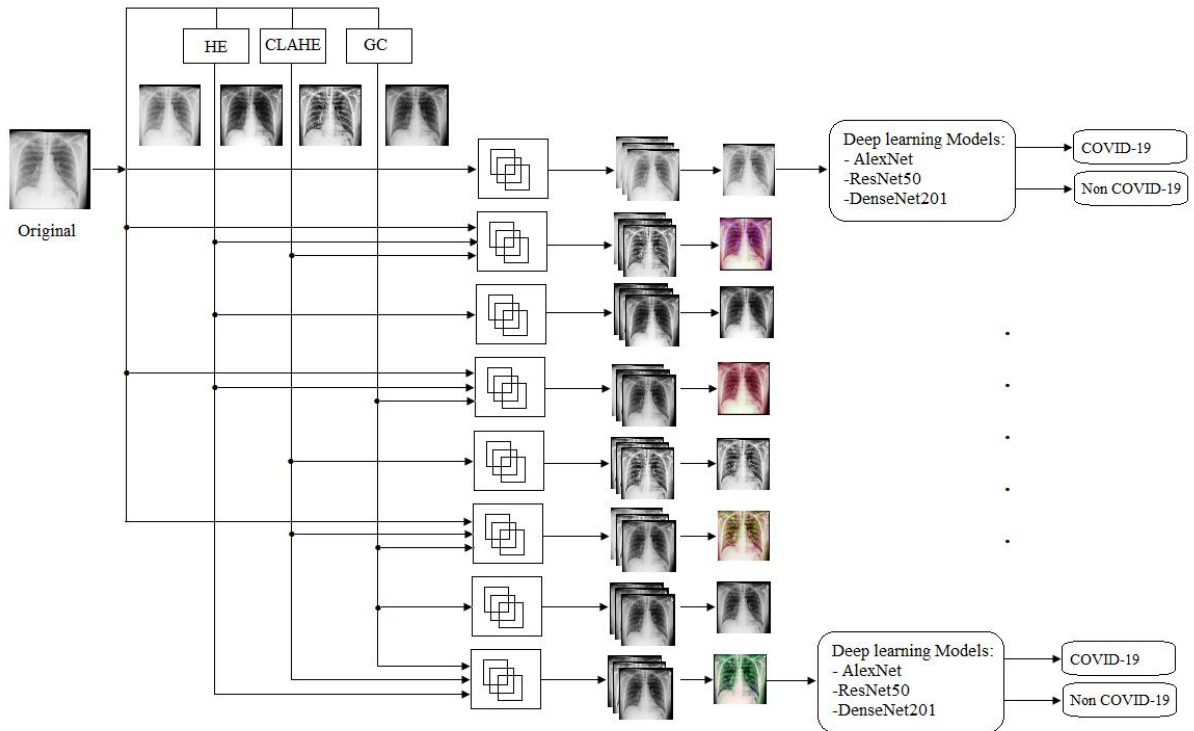 HE
CLAHE
GC
Original
Deep learning Models:
- AlexNet
-ResNet50
-DenseNet201
COVID-19
Non COVID-19
Deep learning Models:
- AlexNet
-ResNet50
-DenseNet201
COVID-19
Non COVID-19